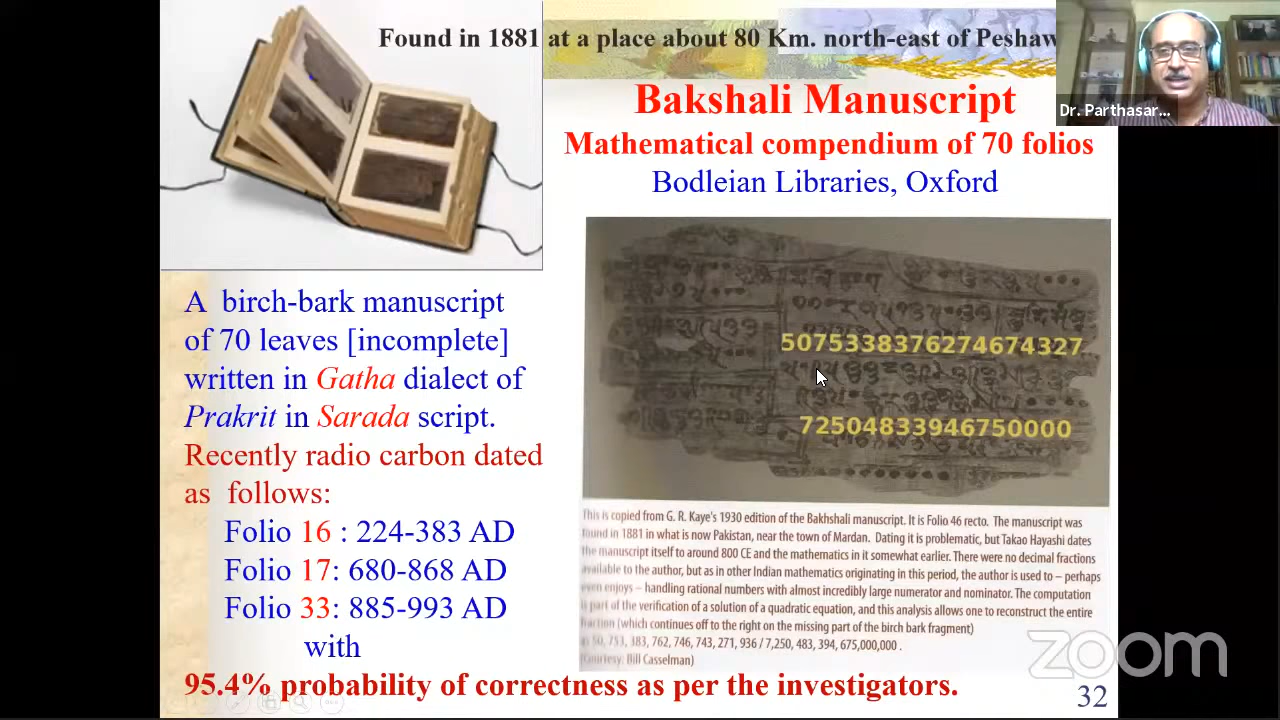 Found in 1881 at a place about 80 Km. north-east of Peshaw
Dr. Parthasar...
Bakshali Manuscript
Mathematical compendium of 70 folios
Bodleian Libraries, Oxford
5075338376274674327
72504833946750000
A birch-bark manuscript
of 70 leaves [incomplete]
written in Gatha dialect of
Prakrit in Sarada script.
Recently radio carbon dated
as follows:
Folio 16 : 224-383 AD
Folio 17: 680-868 AD
Folio 33: 885-993 AD
with
95.4% probability of correctness as per the investigators.
This is copied from G. R. Kaye's 1930 edition of the Bakhshali manuscript. It is Folio 46 recto. The manuscript was
found in 1881 in what is now Pakistan, near the town of Mardan. Dating it is problematic, but Takao Hayashi dates
the manuscript itself to around 800 CE and the mathematics in it somewhat earlier. There were no decimal fractions
available to the author, but as in other Indian mathematics originating in this period, the author is used to – perhaps
even enjoys – handling rational numbers with almost incredibly large numerator and nominator. The computation
is part of the verification of a solution of a quadratic equation, and this analysis allows one to reconstruct the entire
fraction (which continues off to the right on the missing part of the birch bark fragment)
as 50, 753, 383, 762, 746, 743, 271, 936 / 7,250, 483, 394, 675,000,000 .
(Courtesy: Bill Casselman)
zoom
32